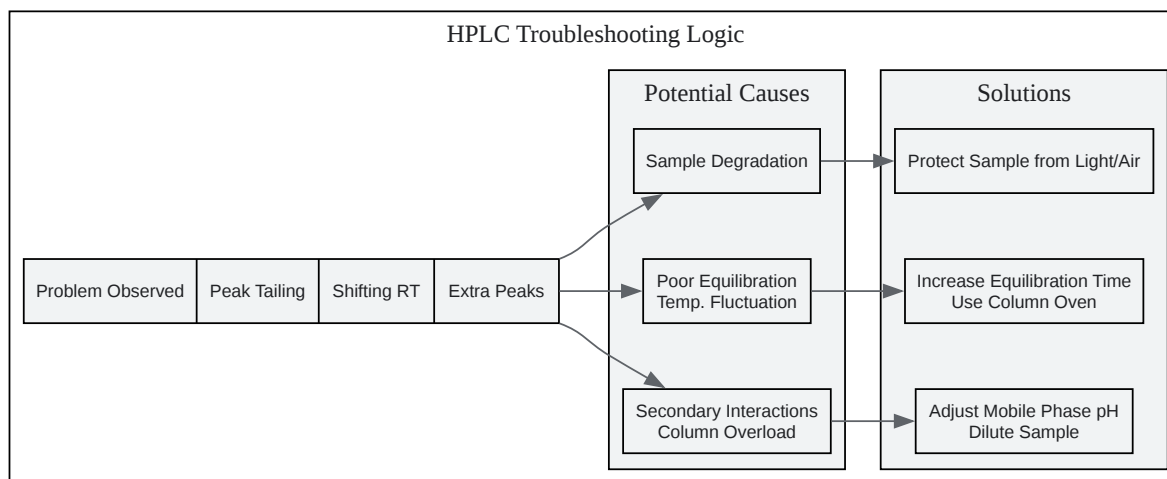 HPLC Troubleshooting Logic
Potential Causes
Solutions
Sample Degradation
Protect Sample from Light/Air
Problem Observed
Peak Tailing
Shifting RT
Extra Peaks
Poor Equilibration
Temp. Fluctuation
Increase Equilibration Time
Use Column Oven
Secondary Interactions
Column Overload
Adjust Mobile Phase pH
Dilute Sample